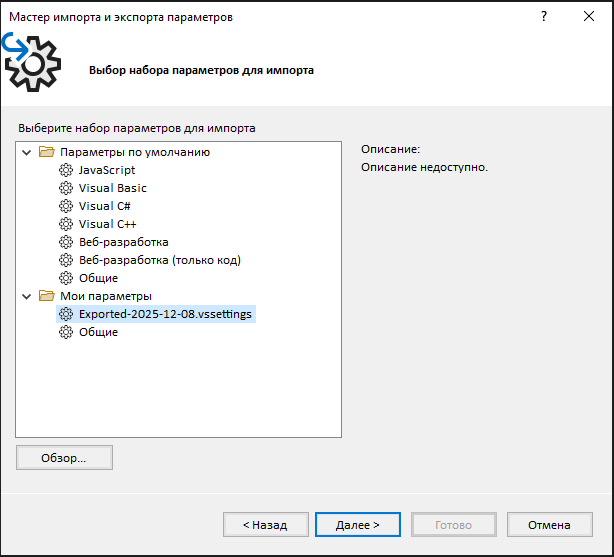 Мастер импорта и экспорта параметров
?
Выбор набора параметров для импорта
Выберите набор параметров для импорта
Параметры по умолчанию
JavaScript
Visual Basic
Visual C#
Visual C++
Веб-разработка
Веб-разработка (только код)
Общие
Мои параметры
Exported-2025-12-08.vssettings
Общие
Описание:
Описание недоступно.
Обзор...
< Назад
Далее >
Готово
Отмена